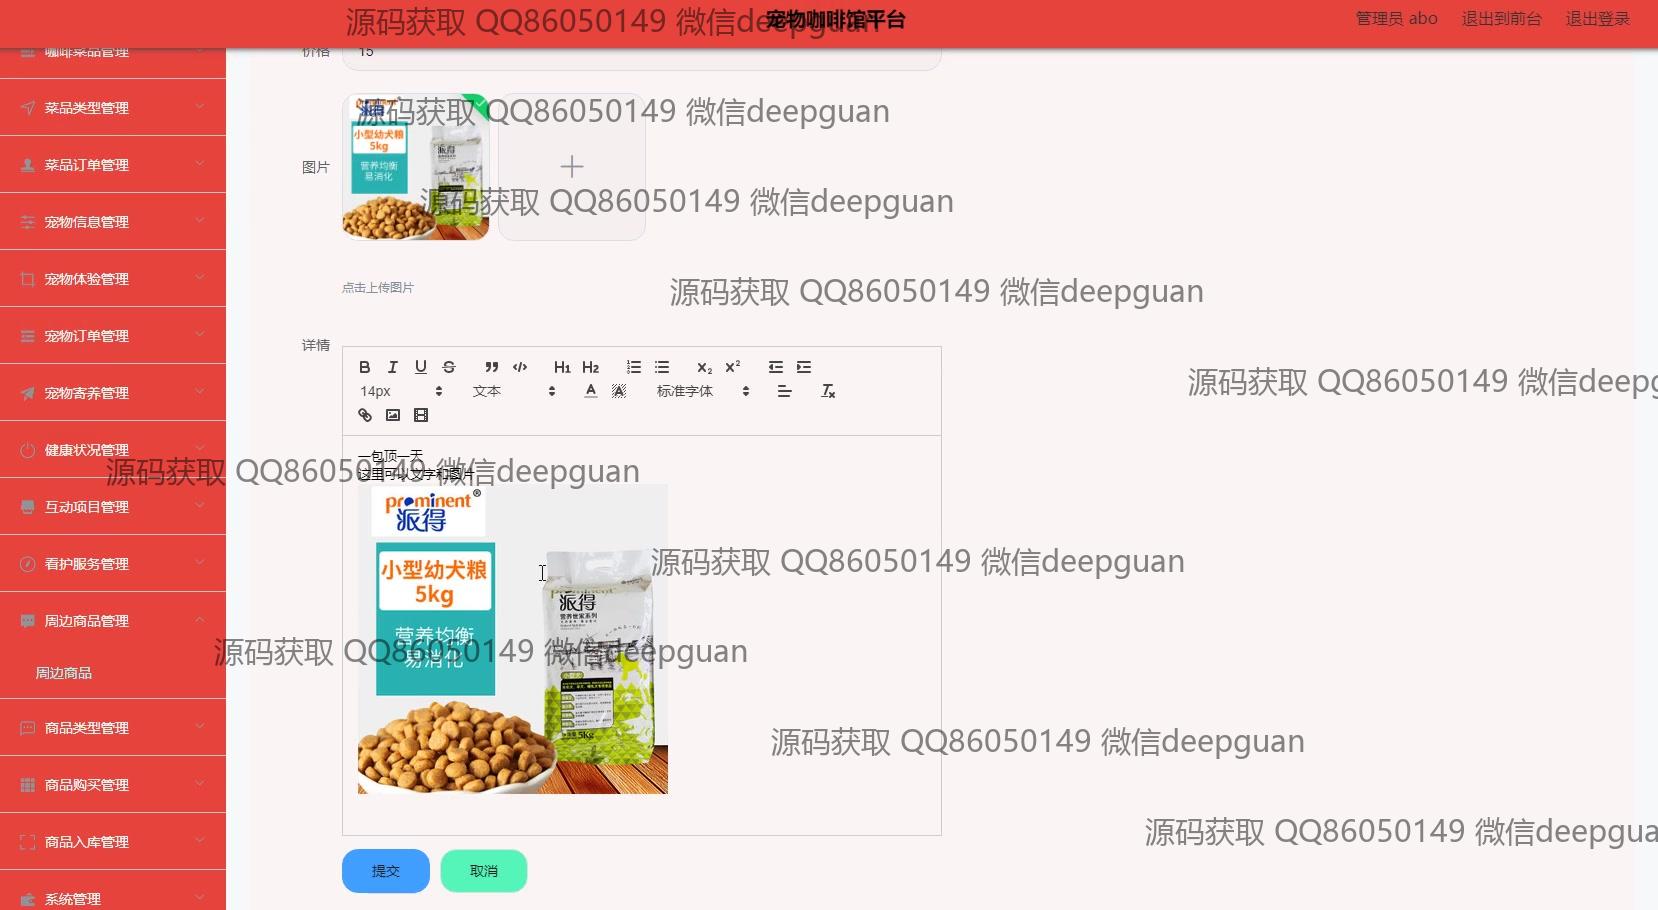 源码获取 QQ86050149 微信deepguan
宠物咖啡馆平台
管理员 abo
退出到前台
退出登录
咖啡菜品管理
菜品类型管理
菜品订单管理
宠物信息管理
宠物体验管理
宠物订单管理
宠物寄养管理
健康状况管理
互动项目管理
看护服务管理
周边商品管理
周边商品
商品类型管理
商品购买管理
商品入库管理
系统管理
价格
15
源码获取 QQ86050149 微信deepguan
图片
派得
小型幼犬粮
5kg
营养均衡
易消化
源码获取 QQ86050149 微信deepguan
点击上传图片
源码获取 QQ86050149 微信deepguan
详情
B I U S H1 H2 x₂ x²
14px 文本 A A 标准字体
源码获取 QQ86050149 微信deep
一包顶一天
这里可以文字和图片
源码获取 QQ86050149 微信deepguan
prominent®
派得
小型幼犬粮
5kg
营养均衡
易消化
派得
营养世家系列
5kg
源码获取 QQ86050149 微信deepguan
源码获取 QQ86050149 微信deepguan
源码获取 QQ86050149 微信deepguan
源码获取 QQ86050149 微信deepgua
提交
取消